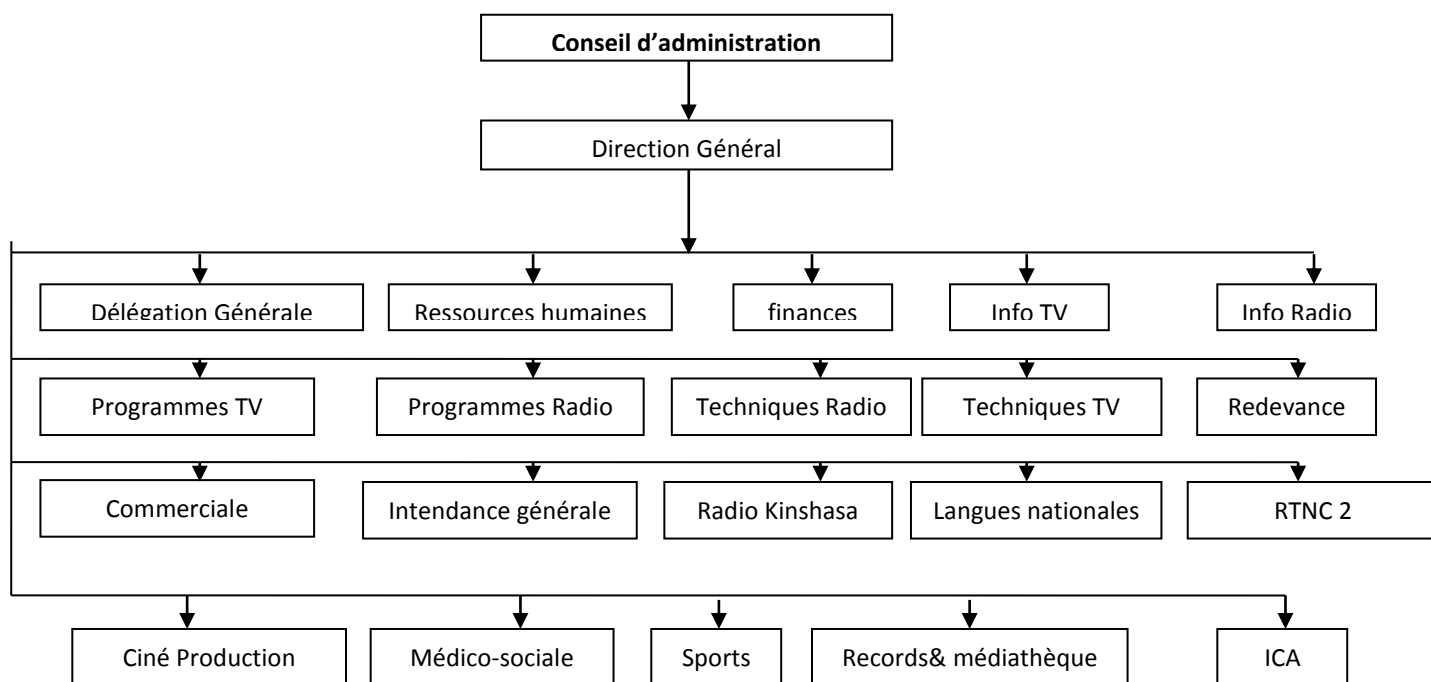 Conseil d’administration
Direction Général
Délégation Générale Ressources humaines finances Info TV Info Radio
Programmes TV Programmes Radio Techniques Radio Techniques TV Redevance
Commerciale Intendance générale Radio Kinshasa Langues nationales RTNC 2
Ciné Production Médico-sociale Sports Records& médiathèque ICA